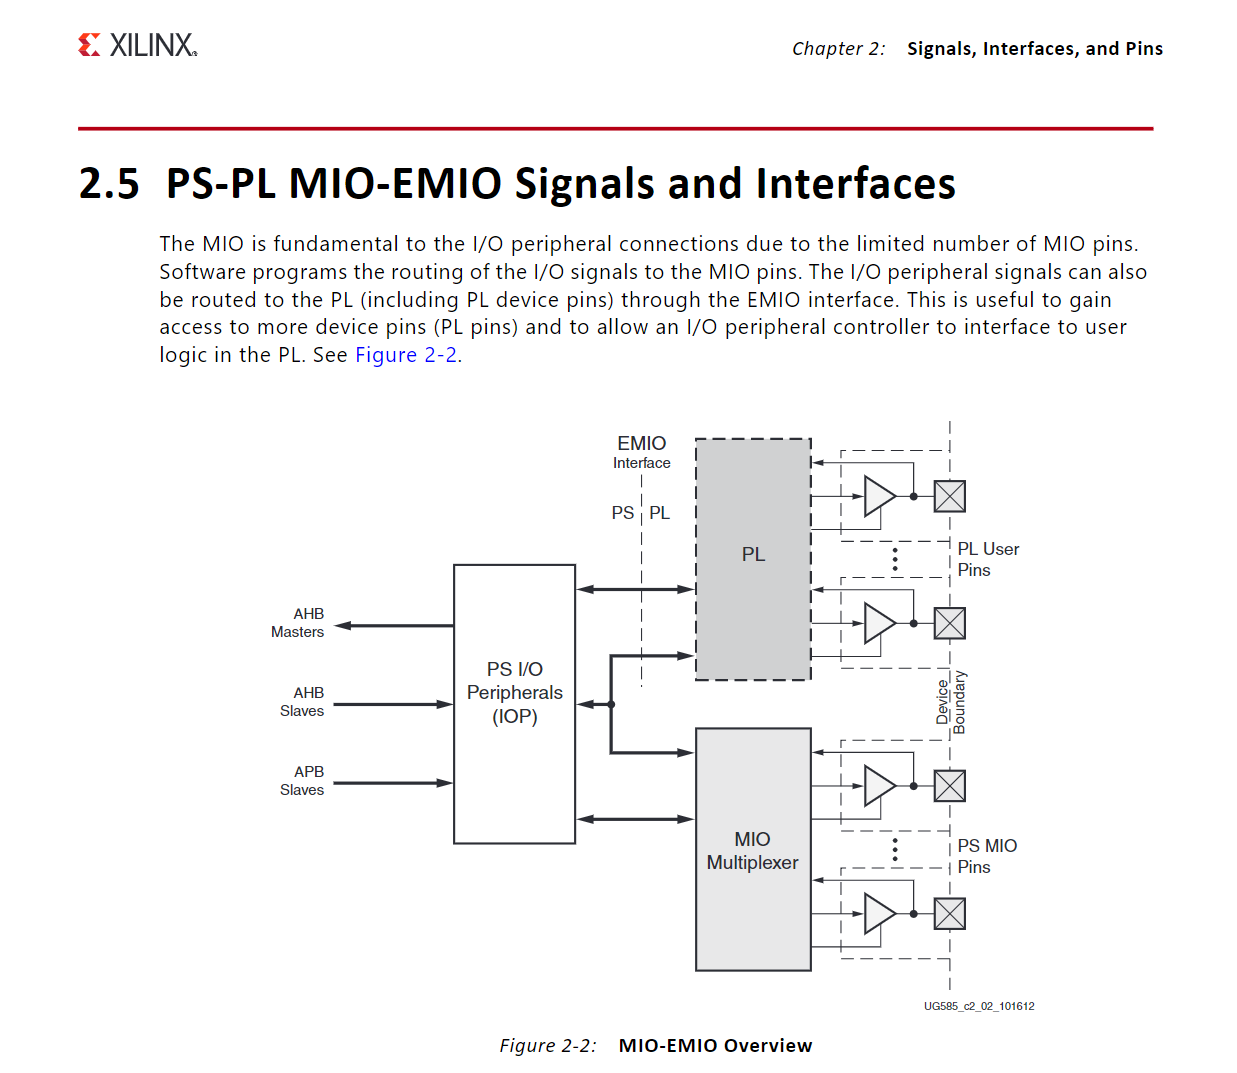 XILINX
Chapter 2: Signals, Interfaces, and Pins
2.5 PS-PL MIO-EMIO Signals and Interfaces
The MIO is fundamental to the I/O peripheral connections due to the limited number of MIO pins.
Software programs the routing of the I/O signals to the MIO pins. The I/O peripheral signals can also
be routed to the PL (including PL device pins) through the EMIO interface. This is useful to gain
access to more device pins (PL pins) and to allow an I/O peripheral controller to interface to user
logic in the PL. See Figure 2-2.
EMIO
Interface
PS PL
PL
PL User
Pins
AHB
Masters
AHB
Slaves
APB
Slaves
PS I/O
Peripherals
(IOP)
Device
Boundary
MIO
Multiplexer
PS MIO
Pins
UG585_c2_02_101612
Figure 2-2: MIO-EMIO Overview